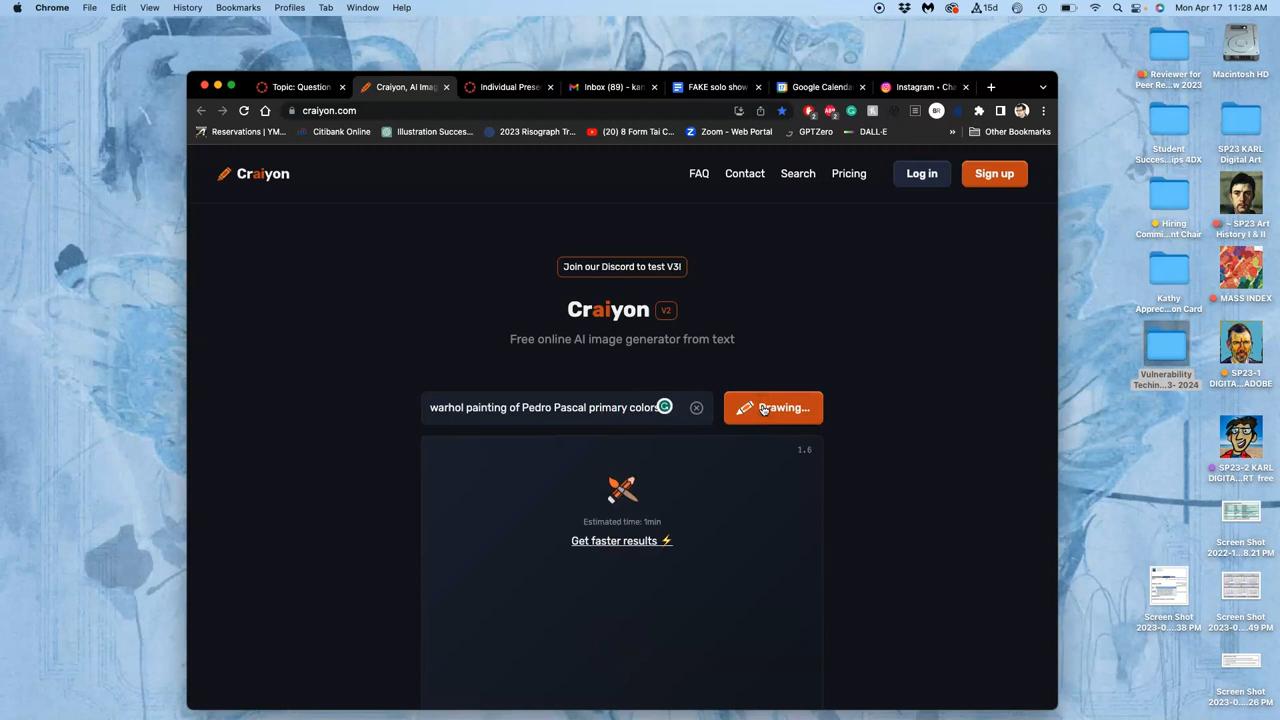 Chrome File Edit View History Bookmarks Profiles Tab Window Help 15d Mon Apr 17 11:28 AM
Topic: Question Craiyon, AI Imag Individual Prese Inbox (89) - kar FAKE solo show Google Calenda Instagram • Cha
craiyon.com
Reservations | YM... Citibank Online Illustration Succes... 2023 Risograph Tr... (20) 8 Form Tai C... Zoom - Web Portal GPTZero DALL·E » Other Bookmarks
Craiyon FAQ Contact Search Pricing Log in Sign up
Join our Discord to test V3!
Craiyon V2
Free online AI image generator from text
warhol painting of Pedro Pascal primary colors Drawing...
1.6
Estimated time: 1min
Get faster results ⚡
Reviewer for
Peer Re...w 2023
Macintosh HD
Student
Succes...ips 4DX
SP23 KARL
Digital Art
Hiring
Commi...nt Chair
~ SP23 Art
History I & II
Kathy
Apprec...on Card
MASS INDEX
Vulnerability
Techin...3- 2024
SP23-1
DIGITA...ADOBE
SP23-2 KARL
DIGITA...RT free
Screen Shot
2022-1...8.21 PM
Screen Shot
2023-0....38 PM
Screen Shot
2023-0....49 PM
Screen Shot
2023-0....26 PM